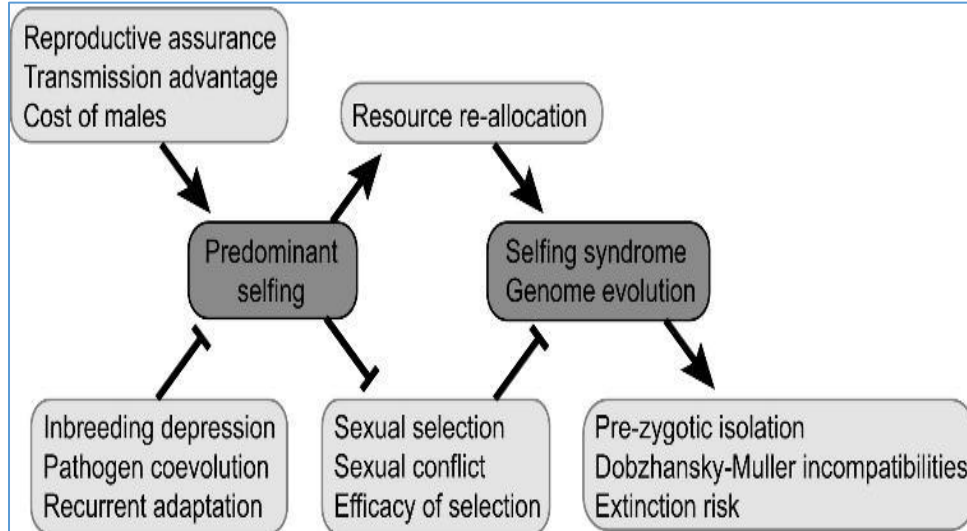 Reproductive assurance
Transmission advantage
Cost of males
Resource re-allocation
Predominant
selfing
Selfing syndrome
Genome evolution
Inbreeding depression
Pathogen coevolution
Recurrent adaptation
Sexual selection
Sexual conflict
Efficacy of selection
Pre-zygotic isolation
Dobzhansky-Muller incompatibilities
Extinction risk